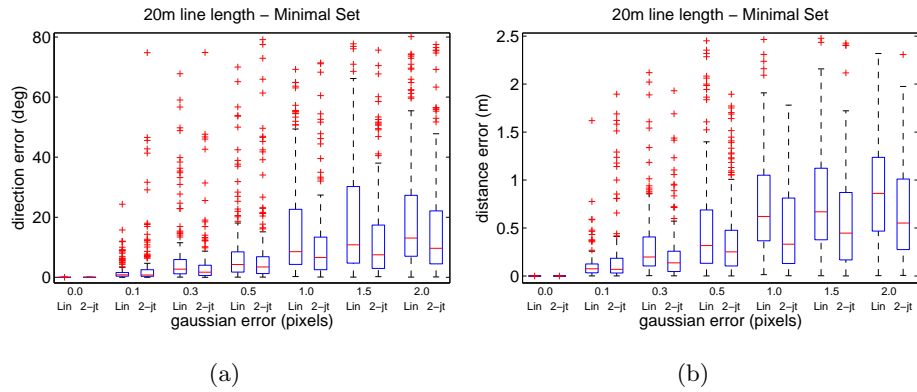 20m line length − Minimal Set
80
60
40
20
0
direction error (deg)
0.0 0.1 0.3 0.5 1.0 1.5 2.0
Lin 2−jt Lin 2−jt Lin 2−jt Lin 2−jt Lin 2−jt Lin 2−jt Lin 2−jt
gaussian error (pixels)
(a)
20m line length − Minimal Set
2.5
2
1.5
1
0.5
0
distance error (m)
0.0 0.1 0.3 0.5 1.0 1.5 2.0
Lin 2−jt Lin 2−jt Lin 2−jt Lin 2−jt Lin 2−jt Lin 2−jt Lin 2−jt
gaussian error (pixels)
(b)